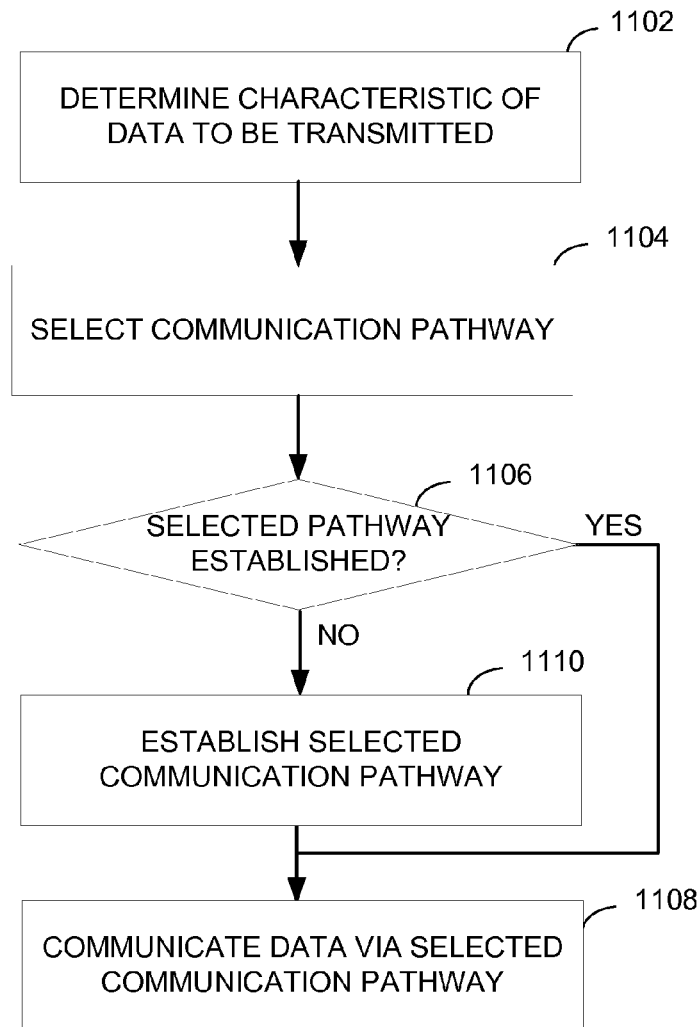 1102
DETERMINE CHARACTERISTIC OF
DATA TO BE TRANSMITTED
1104
SELECT COMMUNICATION PATHWAY
1106
SELECTED PATHWAY
ESTABLISHED?
YES
NO
1110
ESTABLISH SELECTED
COMMUNICATION PATHWAY
1108
COMMUNICATE DATA VIA SELECTED
COMMUNICATION PATHWAY